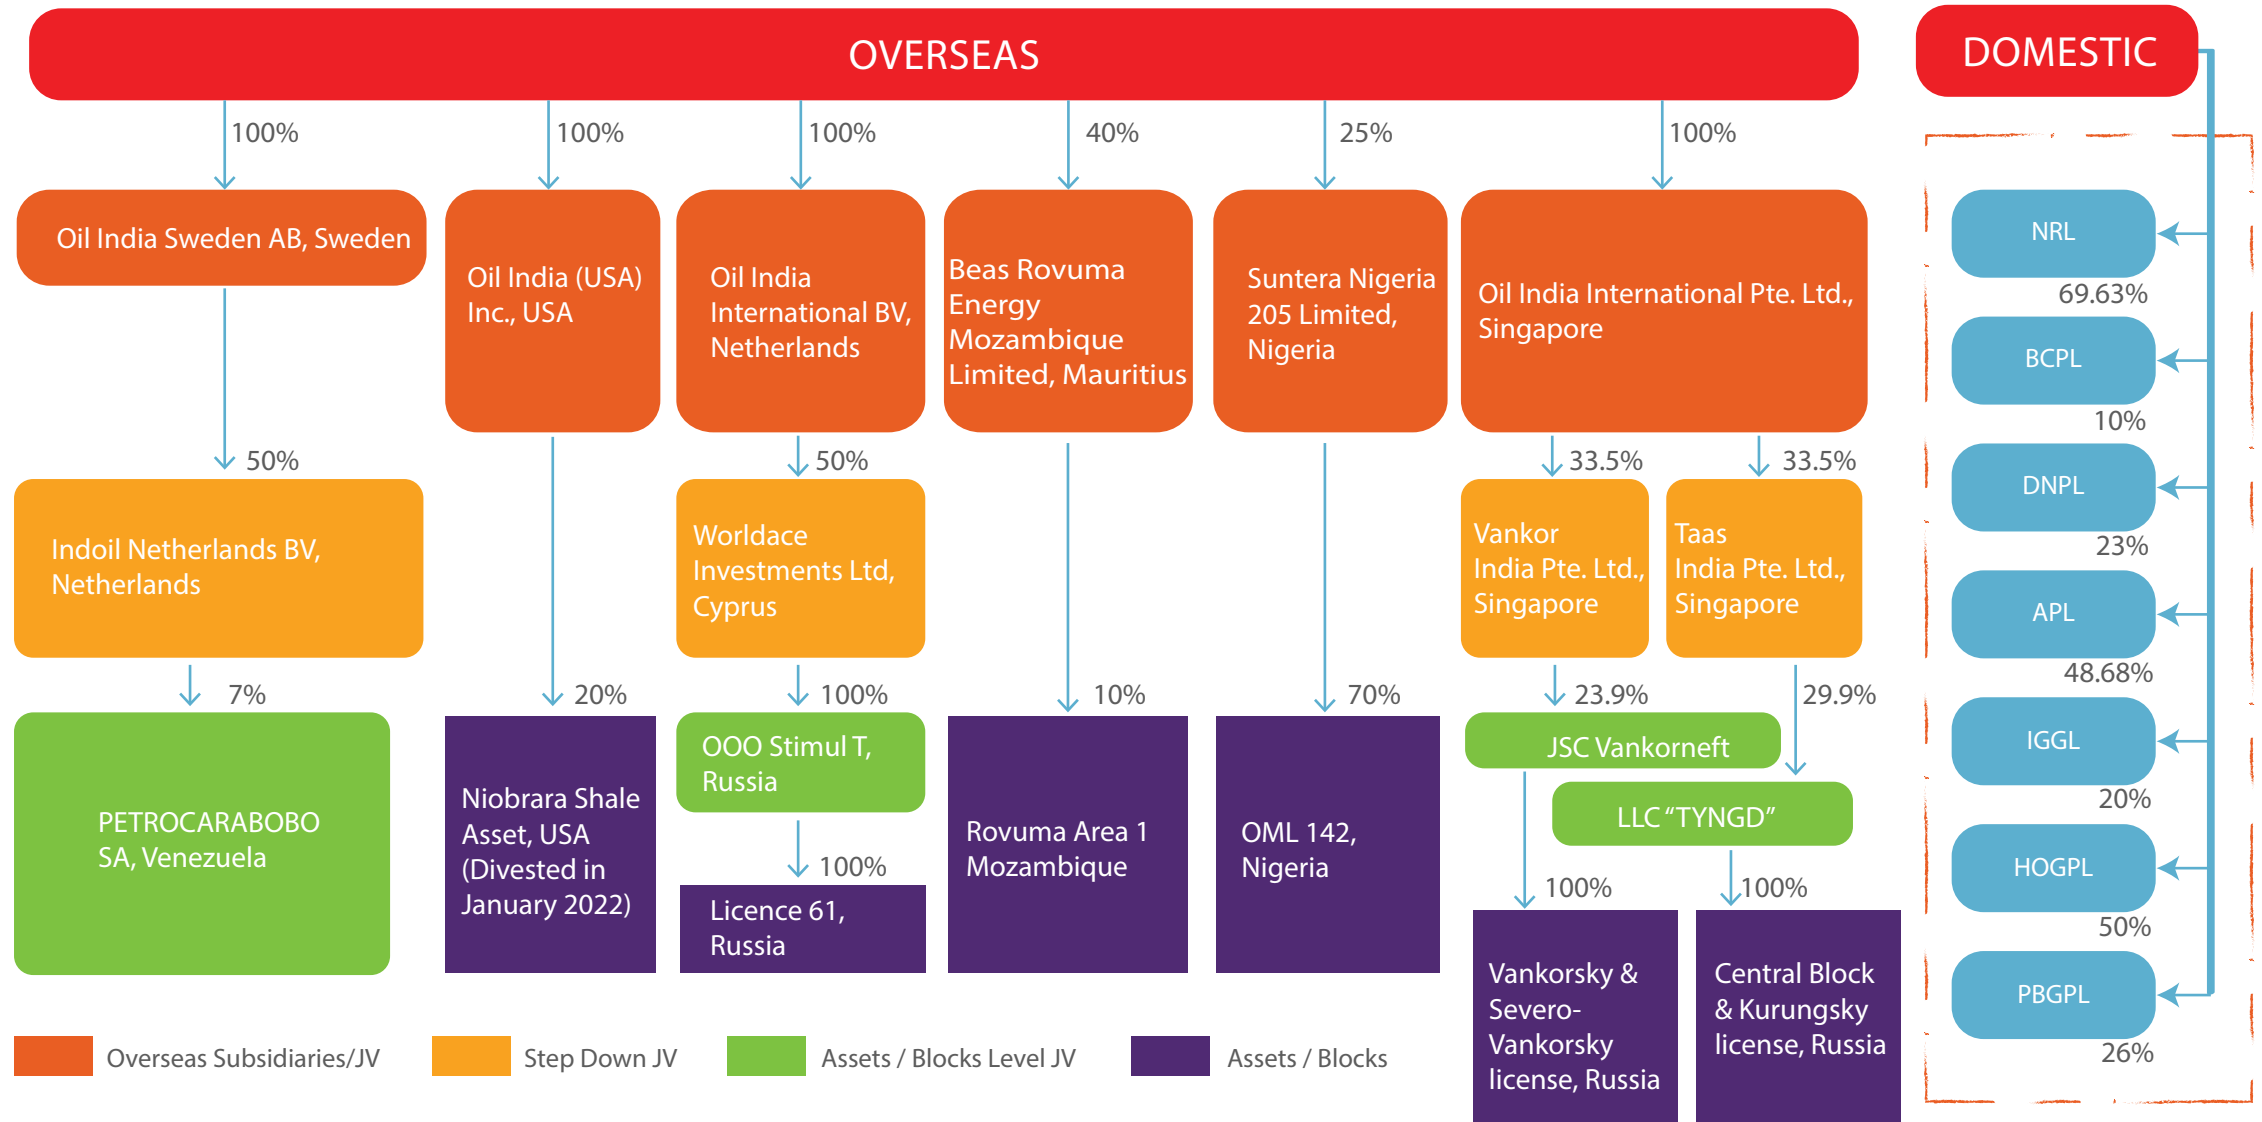 OVERSEAS
DOMESTIC
100%
100%
100%
40%
25%
100%
Oil India Sweden AB, Sweden
Oil India (USA)
Inc., USA
Oil India
International BV,
Netherlands
Beas Rovuma
Energy
Mozambique
Limited, Mauritius
Suntera Nigeria
205 Limited,
Nigeria
Oil India International Pte. Ltd.,
Singapore
50%
50%
33.5%
33.5%
Indoil Netherlands BV,
Netherlands
Worldace
Investments Ltd,
Cyprus
Vankor
India Pte. Ltd.,
Singapore
Taas
India Pte. Ltd.,
Singapore
7%
20%
100%
10%
70%
23.9%
29.9%
PETROCARABOBO
SA, Venezuela
Niobrara Shale
Asset, USA
(Divested in
January 2022)
OOO Stimul T,
Russia
100%
Licence 61,
Russia
Rovuma Area 1
Mozambique
OML 142,
Nigeria
JSC Vankorneft
LLC “TYNGD”
100%
100%
Vankorsky &
Severo-
Vankorsky
license, Russia
Central Block
& Kurungsky
license, Russia
NRL
69.63%
BCPL
10%
DNPL
23%
APL
48.68%
IGGL
20%
HOGPL
50%
PBGPL
26%
Overseas Subsidiaries/JV
Step Down JV
Assets / Blocks Level JV
Assets / Blocks